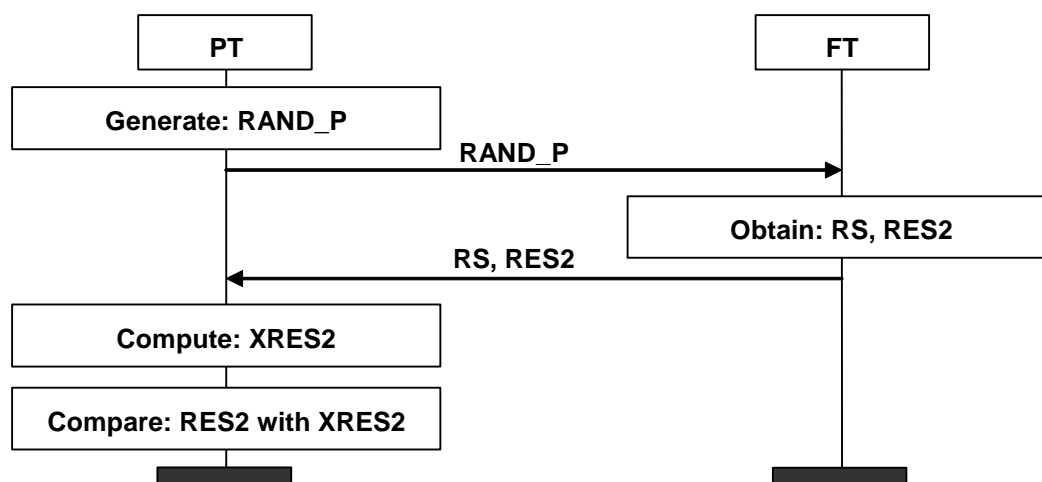 PT
FT
Generate: RAND_P
RAND_P
Obtain: RS, RES2
RS, RES2
Compute: XRES2
Compare: RES2 with XRES2